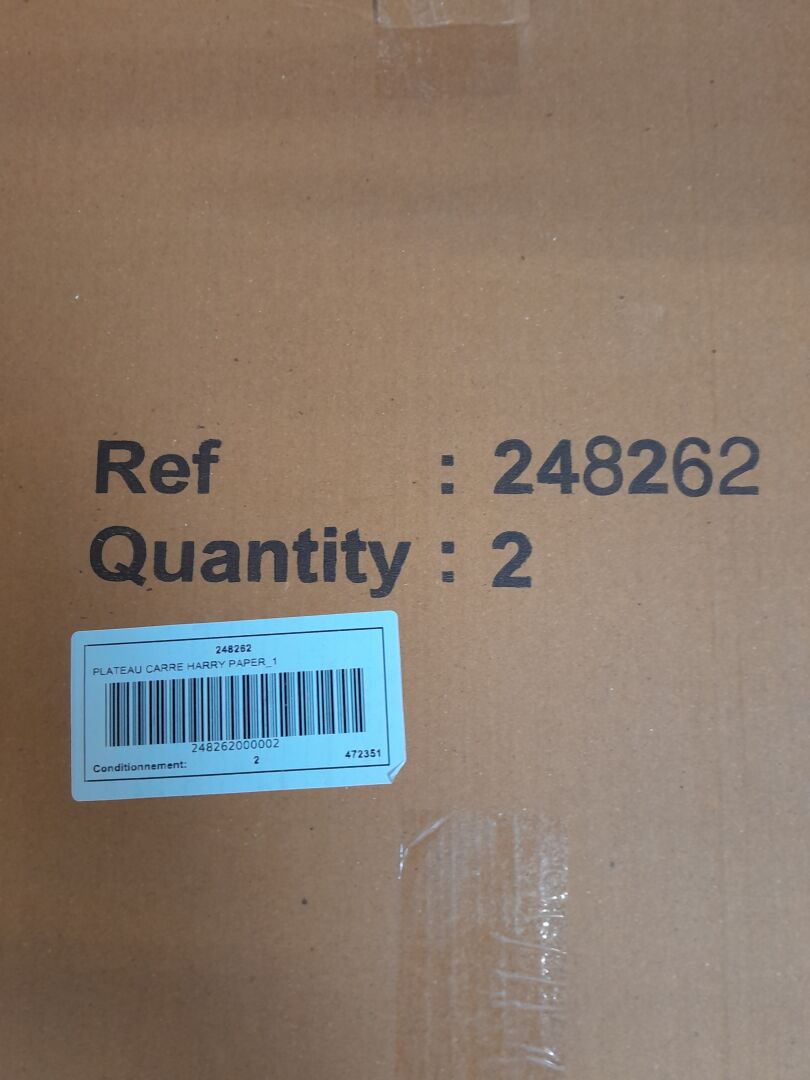 Ref : 248262
Quantity : 2
248262
PLATEAU CARRE HARRY PAPER_1
248262000002
Conditionnement: 2 472351